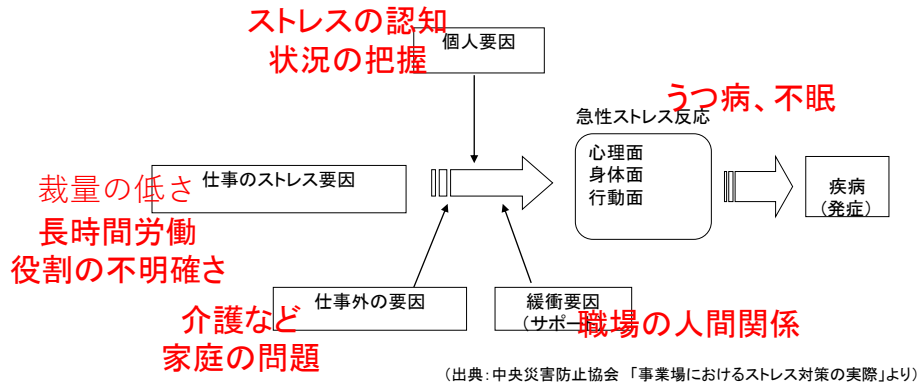 ストレスの認知
状況の把握
個人要因
うつ病、不眠
急性ストレス反応
心理面
身体面
行動面
裁量の低さ
仕事のストレス要因
疾病
（発症）
長時間労働
役割の不明確さ
仕事外の要因
緩衝要因
（サポート）
介護など
家庭の問題
職場の人間関係
（出典：中央災害防止協会　「事業場におけるストレス対策の実際」より）